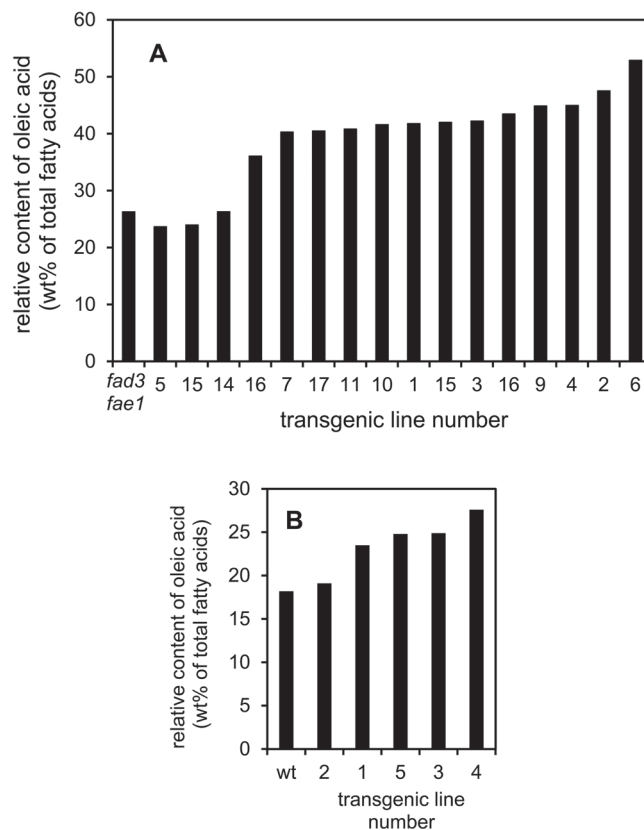 A
relative content of oleic acid
(wt% of total fatty acids)
60
50
40
30
20
10
0
fad3 5 15 14 16 7 17 11 10 1 15 3 16 9 4 2 6
fae1
transgenic line number
B
relative content of oleic acid
(wt% of total fatty acids)
30
25
20
15
10
5
0
wt 2 1 5 3 4
transgenic line
number